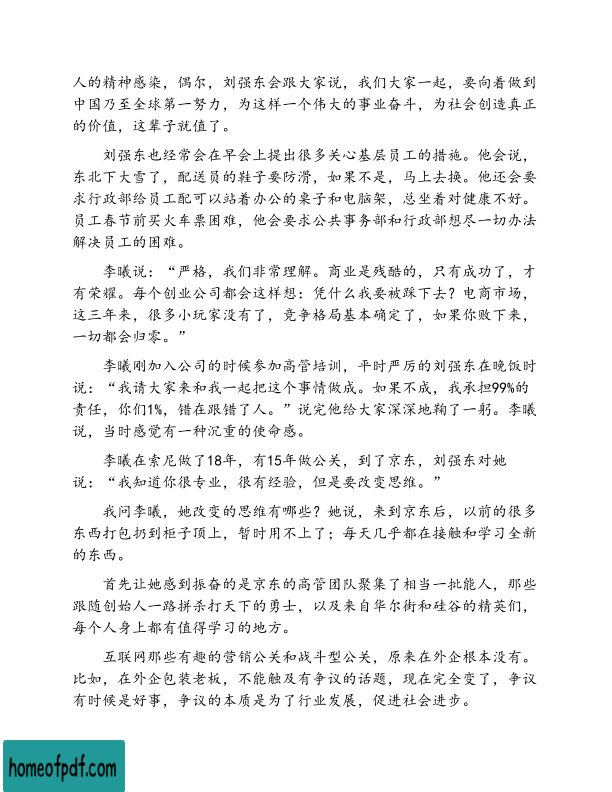 人的精神感染，偶尔，刘强东会跟大家说，我们大家一起，要向着做到
中国乃至全球第一努力，为这样一个伟大的事业奋斗，为社会创造真正
的价值，这辈子就值了。
刘强东也经常会在早会上提出很多关心基层员工的措施。他会说，
东北下大雪了，配送员的鞋子要防滑，如果不是，马上去换。他还会要
求行政部给员工配可以站着办公的桌子和电脑架，总坐着对健康不好。
员工春节前买火车票困难，他会要求公共事务部和行政部想尽一切办法
解决员工的困难。
李曦说：“严格，我们非常理解。商业是残酷的，只有成功了，才
有荣耀。每个创业公司都会这样想：凭什么我要被踩下去？电商市场，
这三年来，很多小玩家没有了，竞争格局基本确定了，如果你败下来，
一切都会归零。”
李曦刚加入公司的时候参加高管培训，平时严厉的刘强东在晚饭时
说：“我请大家来和我一起把这个事情做成。如果不成，我承担99%的
责任，你们1%，错在跟错了人。”说完他给大家深深地鞠了一躬。李曦
说，当时感觉有一种沉重的使命感。
李曦在索尼做了18年，有15年做公关，到了京东，刘强东对她
说：“我知道你很专业，很有经验，但是要改变思维。”
我问李曦，她改变的思维有哪些？她说，来到京东后，以前的很多
东西打包扔到柜子顶上，暂时用不上了；每天几乎都在接触和学习全新
的东西。
首先让她感到振奋的是京东的高管团队聚集了相当一批能人，那些
跟随创始人一路拼杀打天下的勇士，以及来自华尔街和硅谷的精英们，
每个人身上都有值得学习的地方。
互联网那些有趣的营销公关和战斗型公关，原来在外企根本没有。
比如，在外企包装老板，不能触及有争议的话题，现在完全变了，争议
有时候是好事，争议的本质是为了行业发展，促进社会进步。
homeofpdf.com